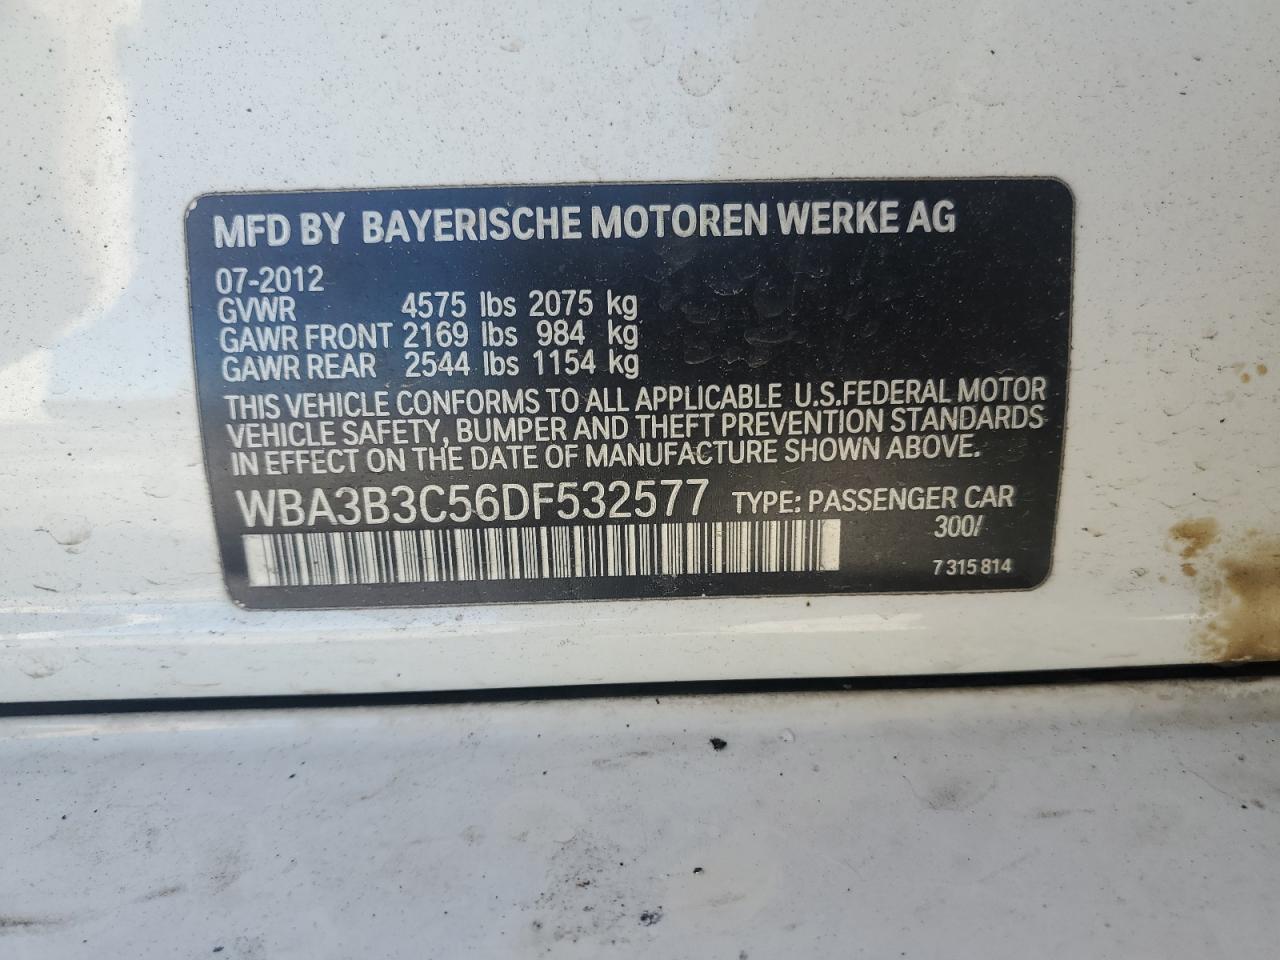 MFD BY BAYERISCHE MOTOREN WERKE AG
07-2012
GVWR 4575 lbs 2075 kg
GAWR FRONT 2169 lbs 984 kg
GAWR REAR 2544 lbs 1154 kg
THIS VEHICLE CONFORMS TO ALL APPLICABLE U.S.FEDERAL MOTOR
VEHICLE SAFETY, BUMPER AND THEFT PREVENTION STANDARDS
IN EFFECT ON THE DATE OF MANUFACTURE SHOWN ABOVE.
WBA3B3C56DF532577 TYPE: PASSENGER CAR
300/
7 315 814